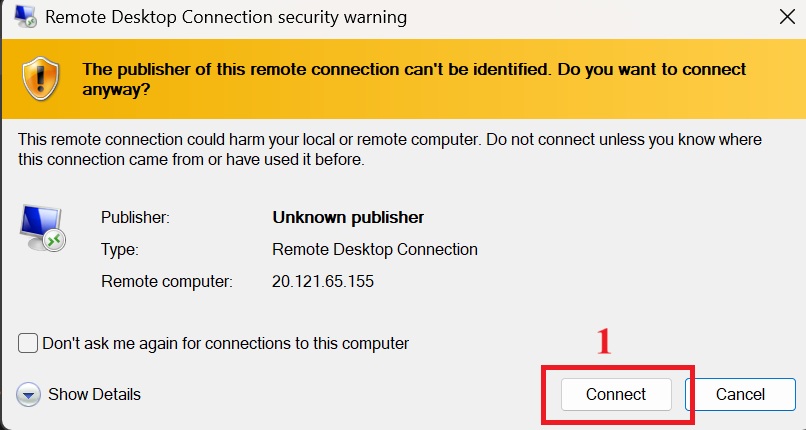 Remote Desktop Connection security warning
The publisher of this remote connection can't be identified. Do you want to connect
anyway?
This remote connection could harm your local or remote computer. Do not connect unless you know where
this connection came from or have used it before.
Publisher: Unknown publisher
Type: Remote Desktop Connection
Remote computer: 20.121.65.155
Don't ask me again for connections to this computer
1
Show Details Connect Cancel